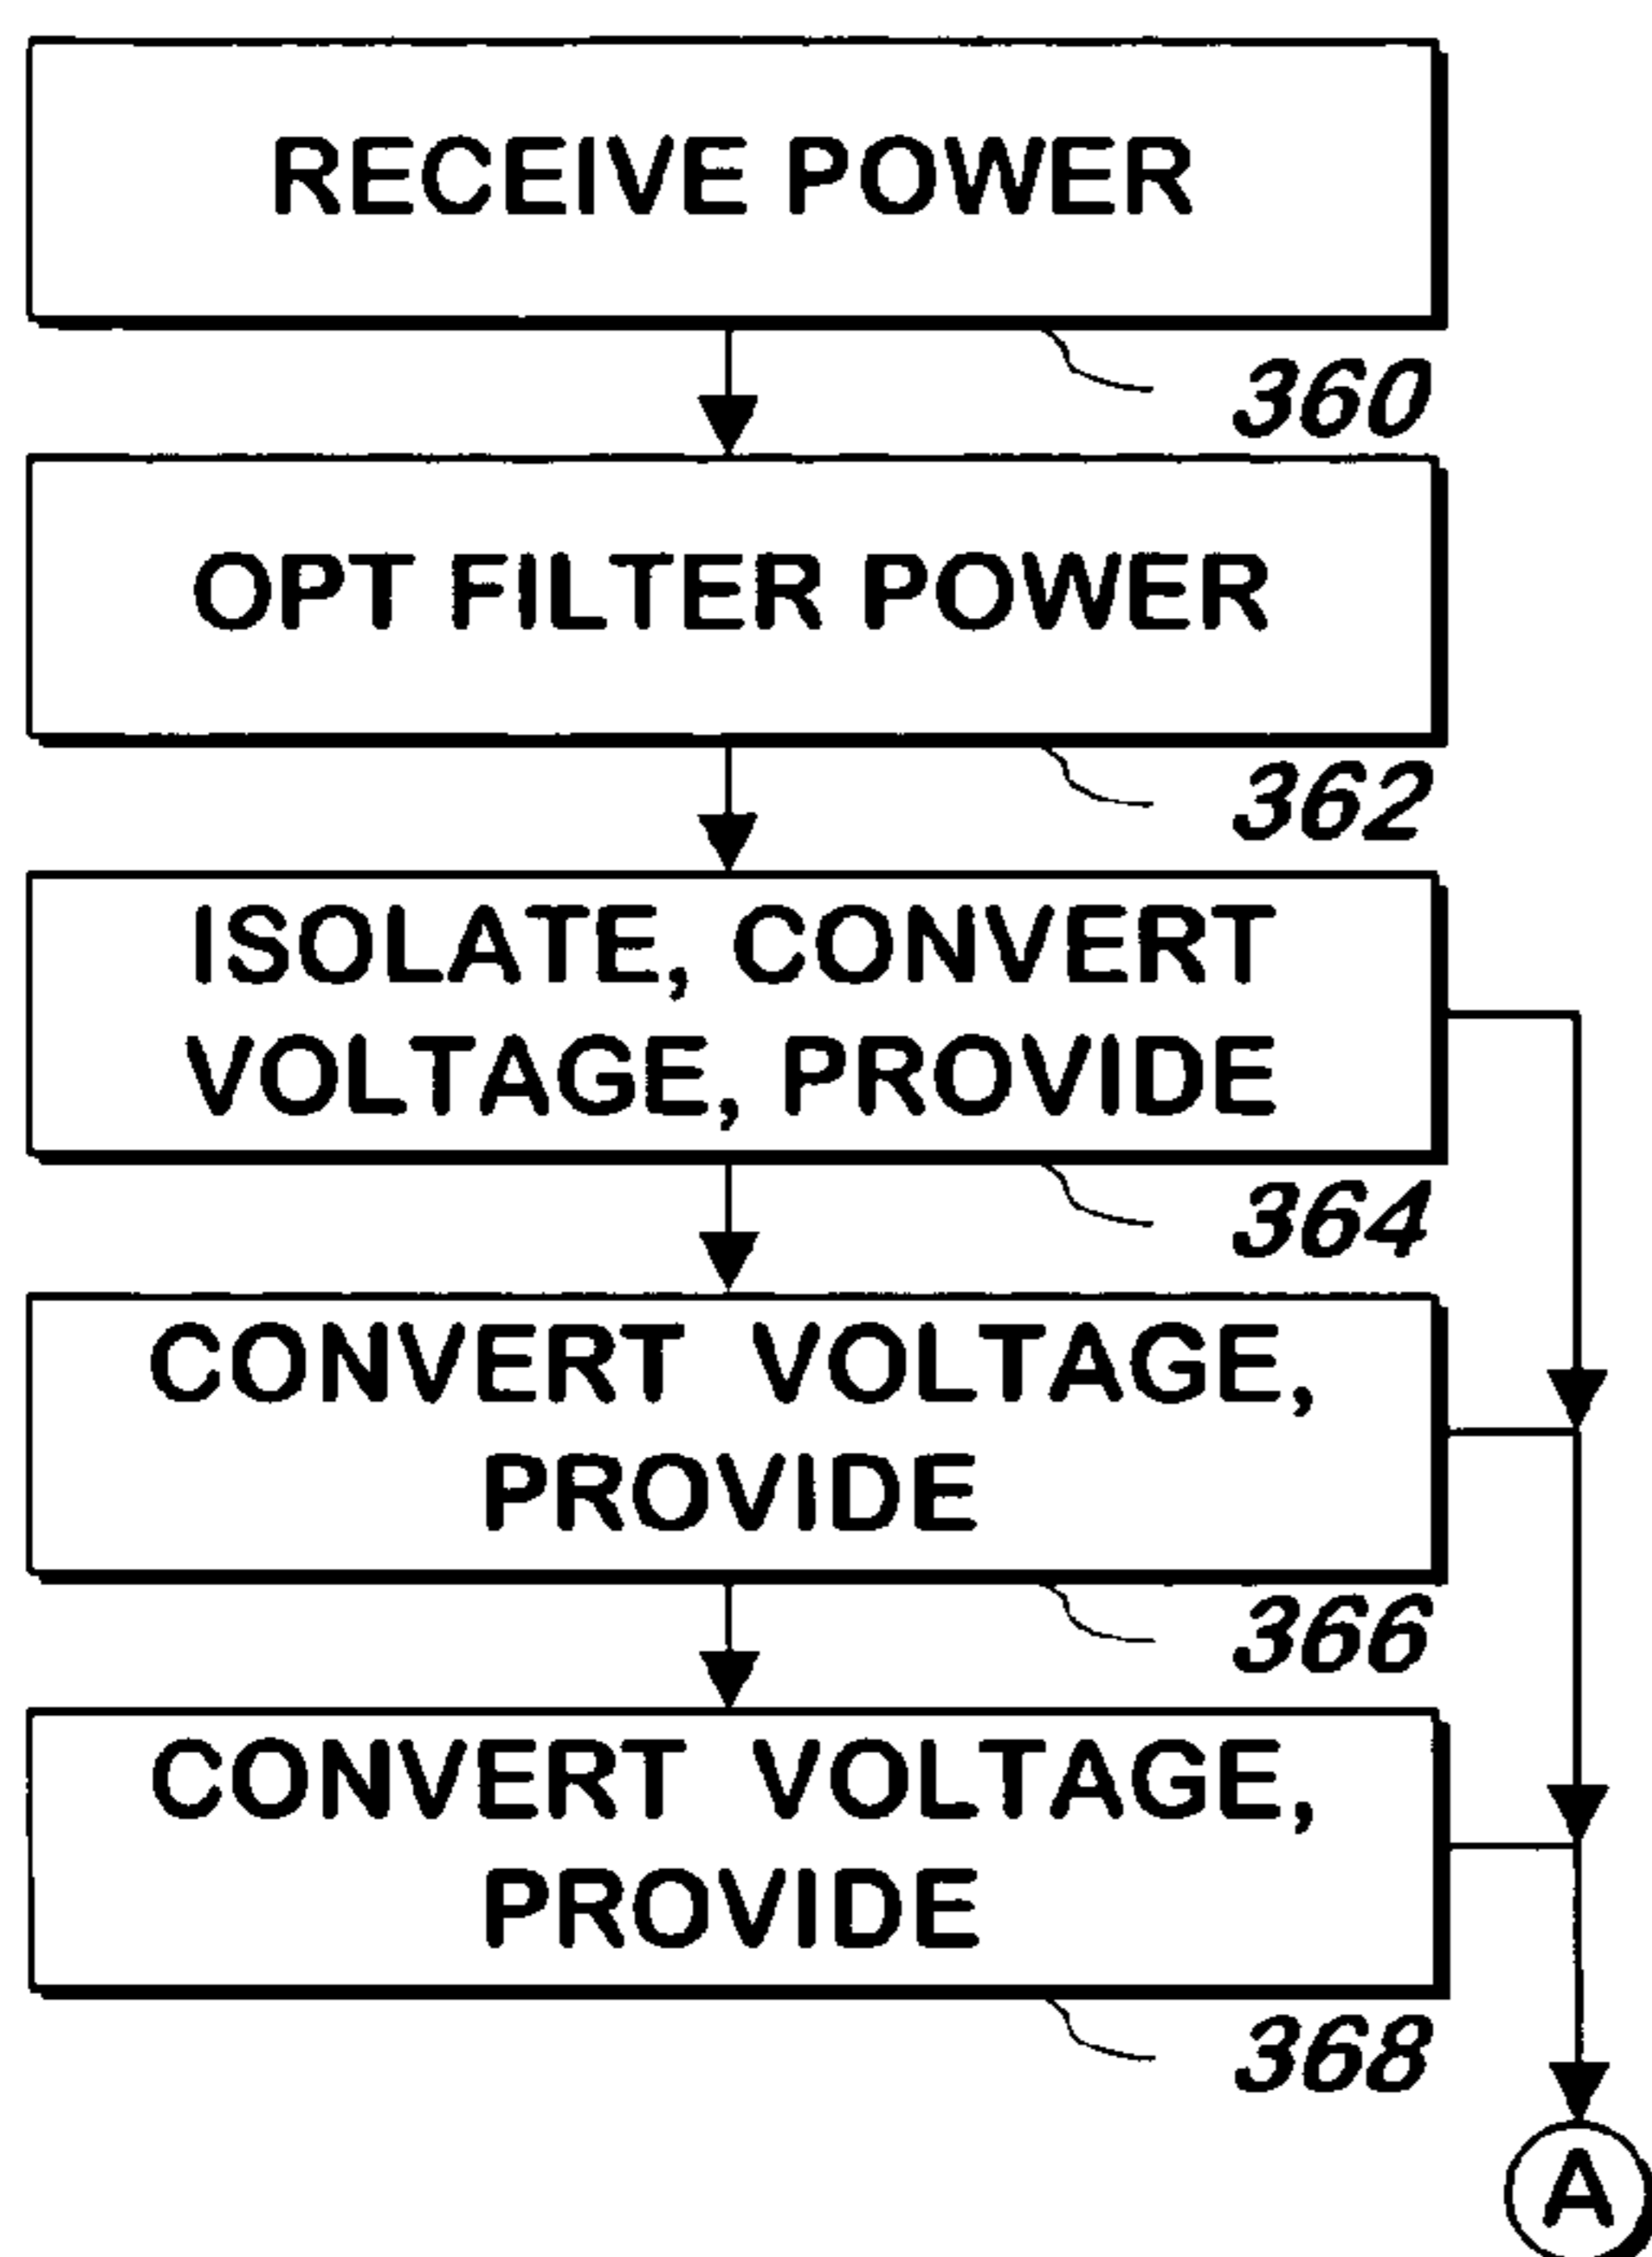 RECEIVE POWER
360
OPT FILTER POWER
362
ISOLATE, CONVERT
VOLTAGE, PROVIDE
364
CONVERT VOLTAGE,
PROVIDE
366
CONVERT VOLTAGE,
PROVIDE
368
A